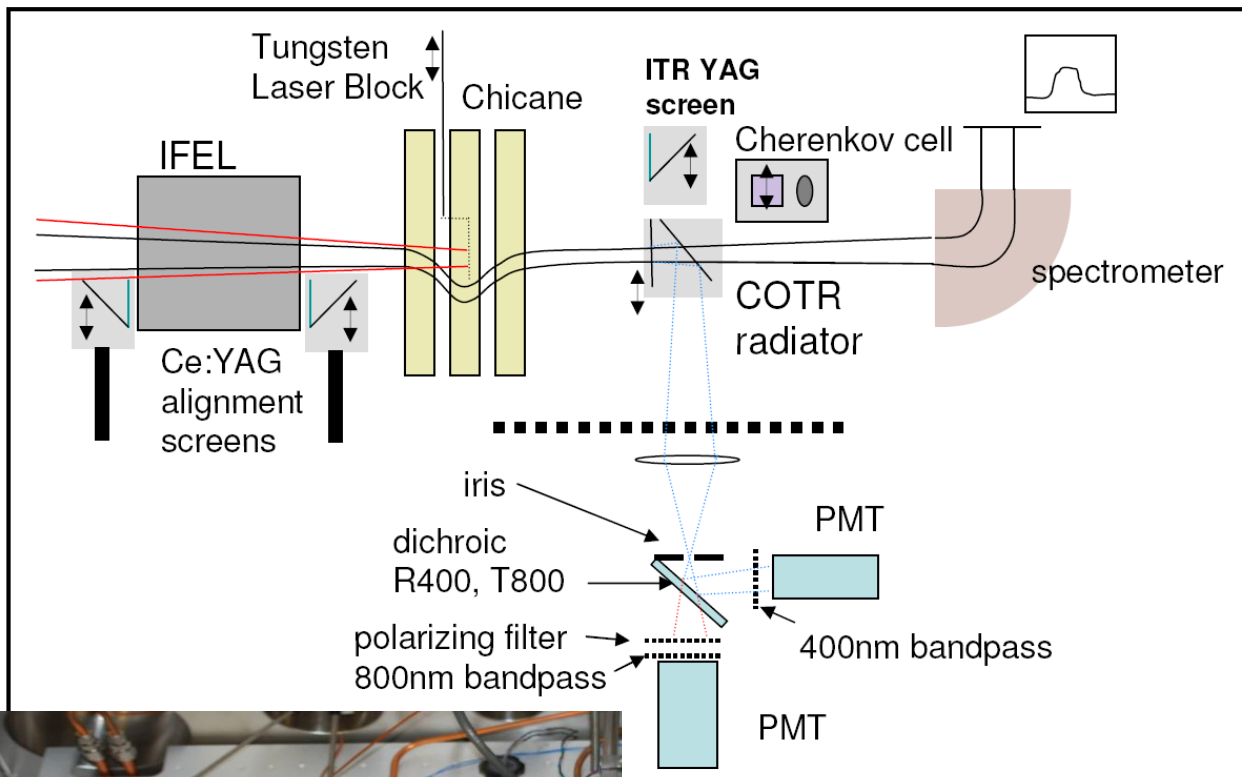 Tungsten
Laser Block
Chicane
IFEL
ITR YAG
screen
Cherenkov cell
spectrometer
COTR
radiator
Ce:YAG
alignment
screens
iris
dichroic
R400, T800
PMT
polarizing filter
800nm bandpass
400nm bandpass
PMT